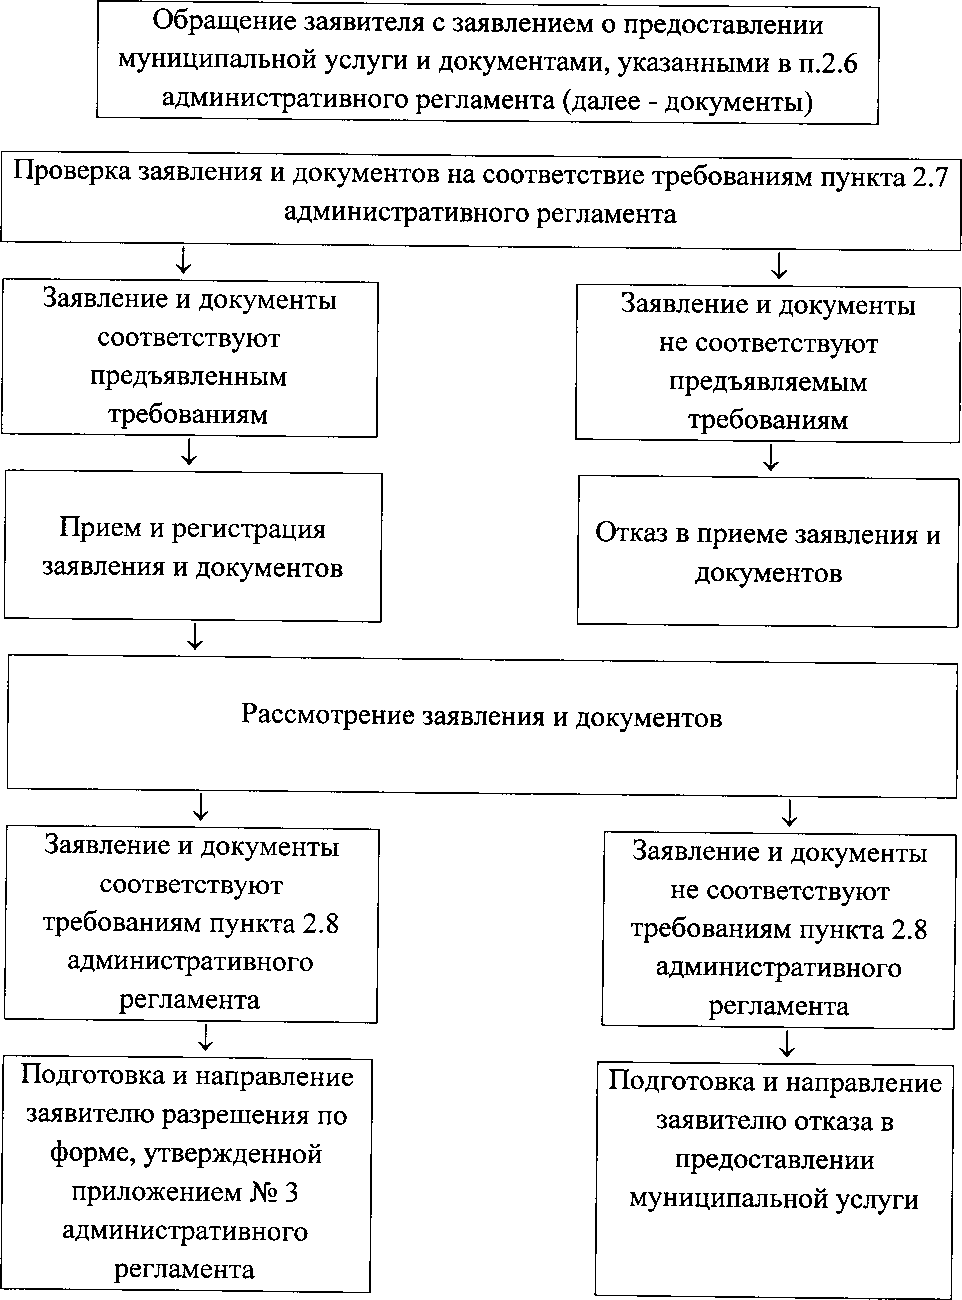 Обращение заявителя с заявлением о предоставлении
муниципальной услуги и документами, указанными в п.2.6
административного регламента (далее - документы)
Проверка заявления и документов на соответствие требованиям пункта 2.7
административного регламента
Заявление и документы
соответствуют
предъявленным
требованиям
Заявление и документы
не соответствуют
предъявляемым
требованиям
Прием и регистрация
заявления и документов
Отказ в приеме заявления и
документов
Рассмотрение заявления и документов
Заявление и документы
соответствуют
требованиям пункта 2.8
административного
регламента
Заявление и документы
не соответствуют
требованиям пункта 2.8
административного
регламента
Подготовка и направление
заявителю разрешения по
форме, утвержденной
приложением № 3
административного
регламента
Подготовка и направление
заявителю отказа в
предоставлении
муниципальной услуги